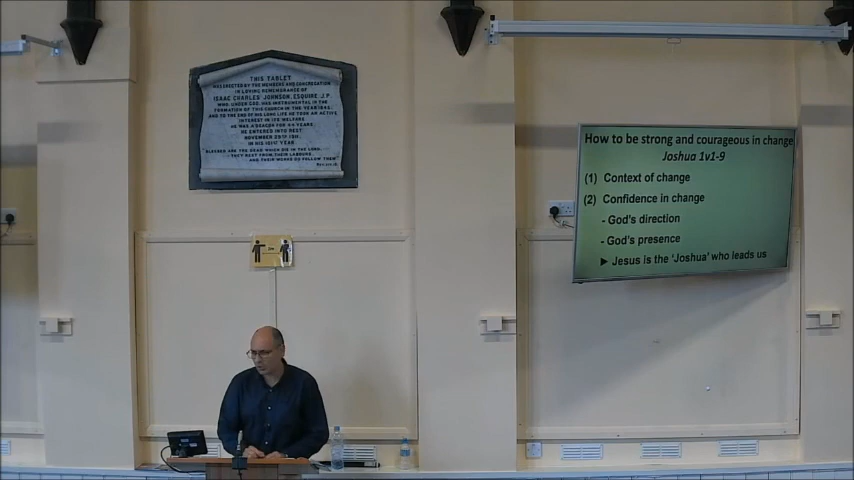 THIS TABLET
WAS ERECTED BY THE MEMBERS AND CONGREGATION
IN LOVING REMEMBRANCE OF
ISAAC CHARLES JOHNSON, ESQUIRE J.P.
WHO, UNDER GOD, WAS INSTRUMENTAL IN THE
FORMATION OF THIS CHURCH IN THE YEAR
AND TO THE END OF HIS LONG LIFE TOOK AN ACTIVE
INTEREST IN ITS WELFARE
HE WAS A DEACON FOR YEARS
HE ENTERED INTO REST
NOVEMBER 1911,
IN HIS 101ST YEAR
BLESSED ARE THE DEAD WHICH DIE IN THE LORD
THEY REST FROM THEIR LABOURS,
AND THEIR WORKS DO FOLLOW THEM
How to be strong and courageous in change
Joshua 1v1-9
(1) Context of change
(2) Confidence in change
- God's direction
- God's presence
► Jesus is the 'Joshua' who leads us
2m